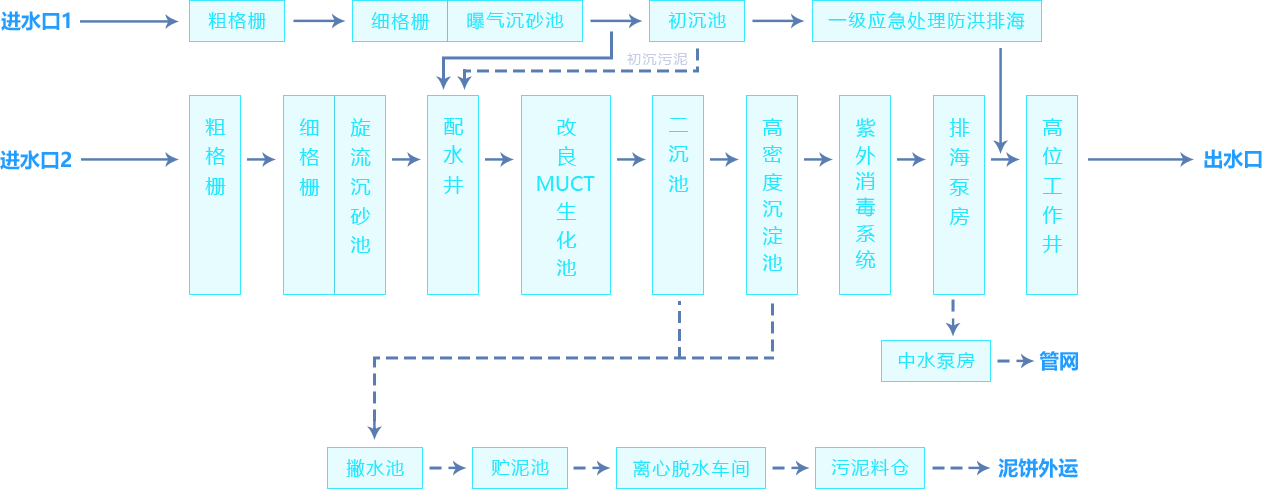 进水口1
粗格栅
细格栅
曝气沉砂池
初沉池
一级应急处理防洪排海
初沉污泥
进水口2
粗格栅
细格栅
旋流沉砂池
配水井
改良MUCT生化池
二沉池
高密度沉淀池
紫外消毒系统
排海泵房
高位工作井
出水口
中水泵房
管网
撇水池
贮泥池
离心脱水车间
污泥料仓
泥饼外运